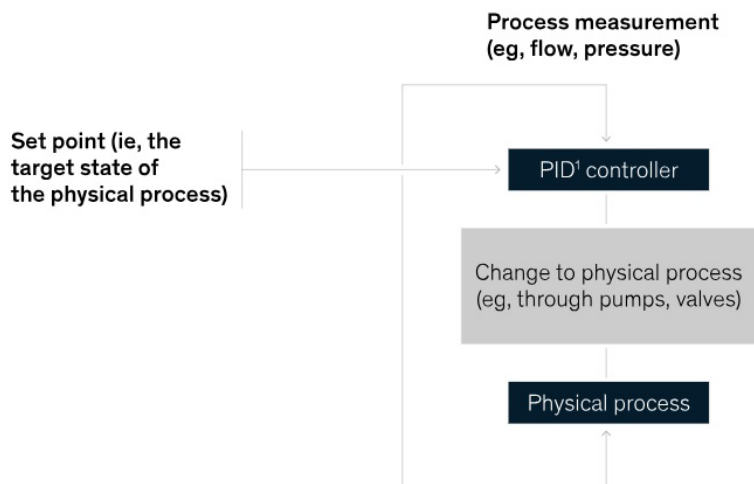 Process measurement
(eg, flow, pressure)
Set point (ie, the
target state of
the physical process)
PID¹ controller
Change to physical process
(eg, through pumps, valves)
Physical process